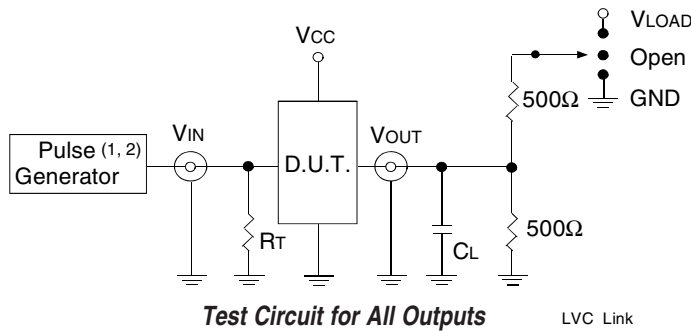 VLOAD
VCC
Open
500Ω
GND
VIN
VOUT
Pulse (1, 2)
Generator
D.U.T.
RT
CL
500Ω
Test Circuit for All Outputs
LVC Link